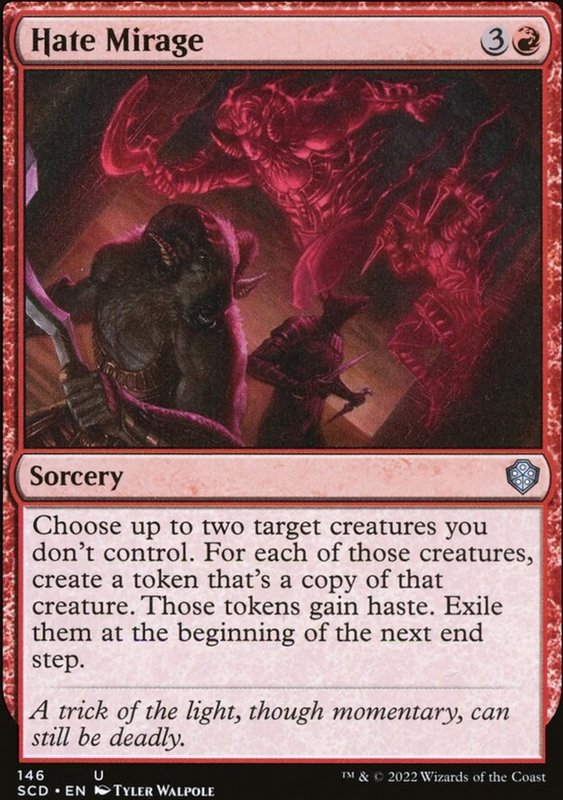 Hate Mirage 3
Sorcery
Choose up to two target creatures you
don't control. For each of those creatures,
create a token that's a copy of that
creature. Those tokens gain haste. Exile
them at the beginning of the next end
step.
A trick of the light, though momentary, can
still be deadly.
146 U
SCD • EN Tyler Walpole
™ & © 2022 Wizards of the Coast